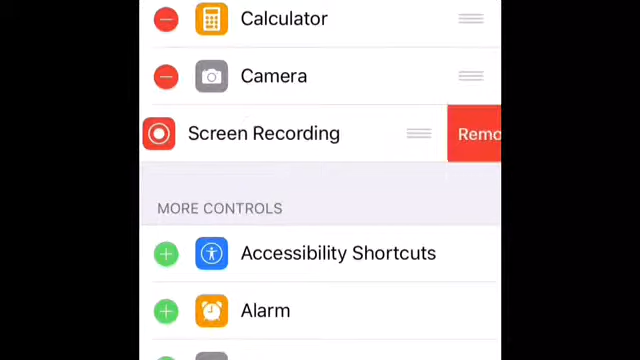 Calculator
Camera
Screen Recording Remo
MORE CONTROLS
Accessibility Shortcuts
Alarm